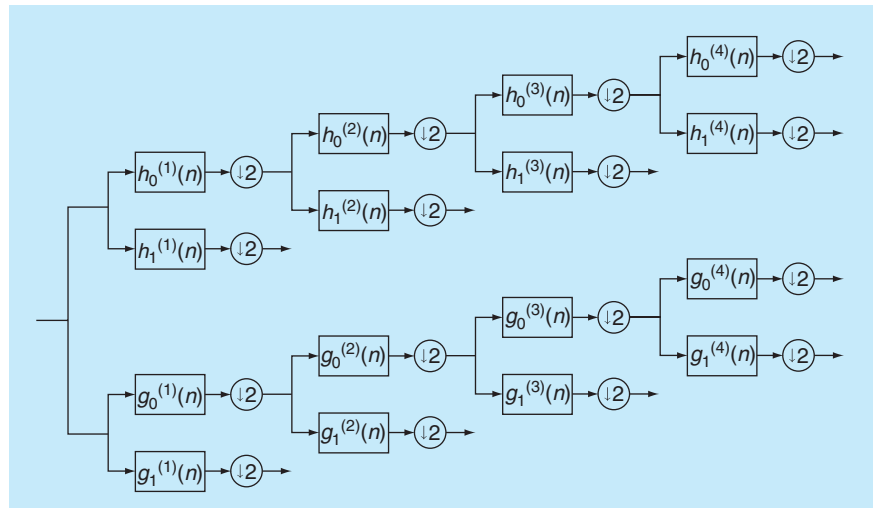 h₀⁽⁴⁾(n) ↓2
h₀⁽³⁾(n) ↓2
h₀⁽²⁾(n) ↓2
h₁⁽⁴⁾(n) ↓2
h₀⁽¹⁾(n) ↓2
h₁⁽³⁾(n) ↓2
h₁⁽²⁾(n) ↓2
h₁⁽¹⁾(n) ↓2
g₀⁽⁴⁾(n) ↓2
g₀⁽³⁾(n) ↓2
g₀⁽²⁾(n) ↓2
g₁⁽⁴⁾(n) ↓2
g₀⁽¹⁾(n) ↓2
g₁⁽³⁾(n) ↓2
g₁⁽²⁾(n) ↓2
g₁⁽¹⁾(n) ↓2